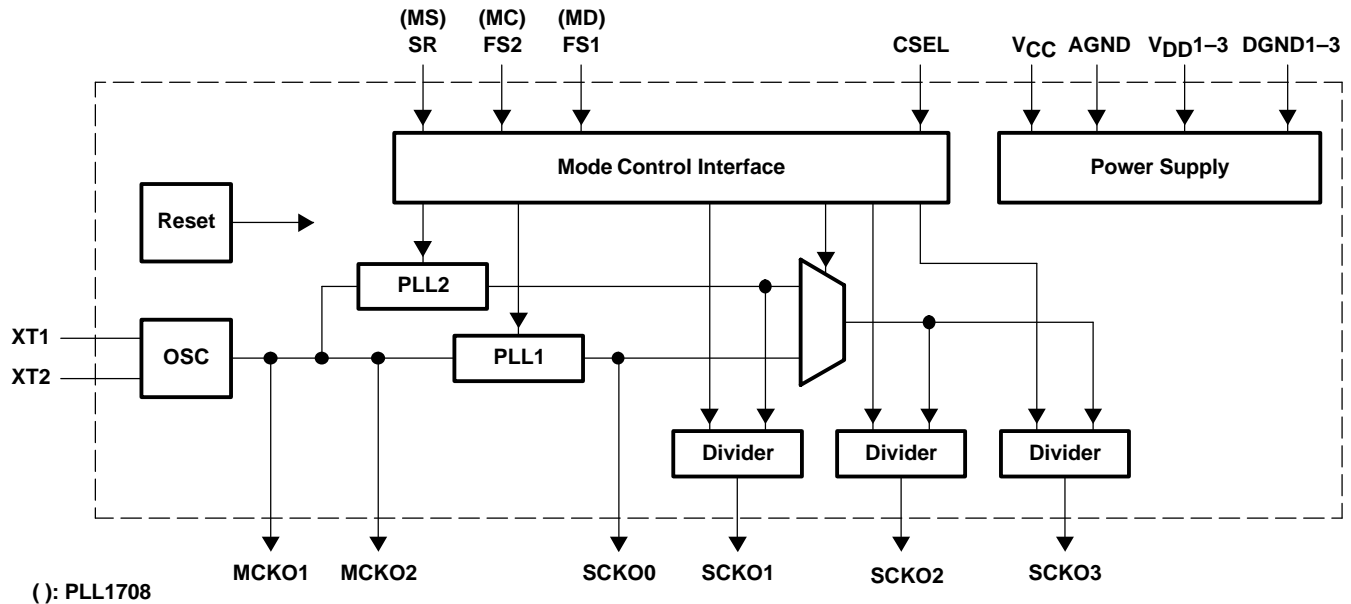 (MS) (MC) (MD)
SR FS2 FS1 CSEL VCC AGND VDD1–3 DGND1–3
Mode Control Interface
Power Supply
Reset
PLL2
XT1
OSC
PLL1
XT2
Divider Divider Divider
MCKO1 MCKO2 SCKO0 SCKO1 SCKO2 SCKO3
( ): PLL1708